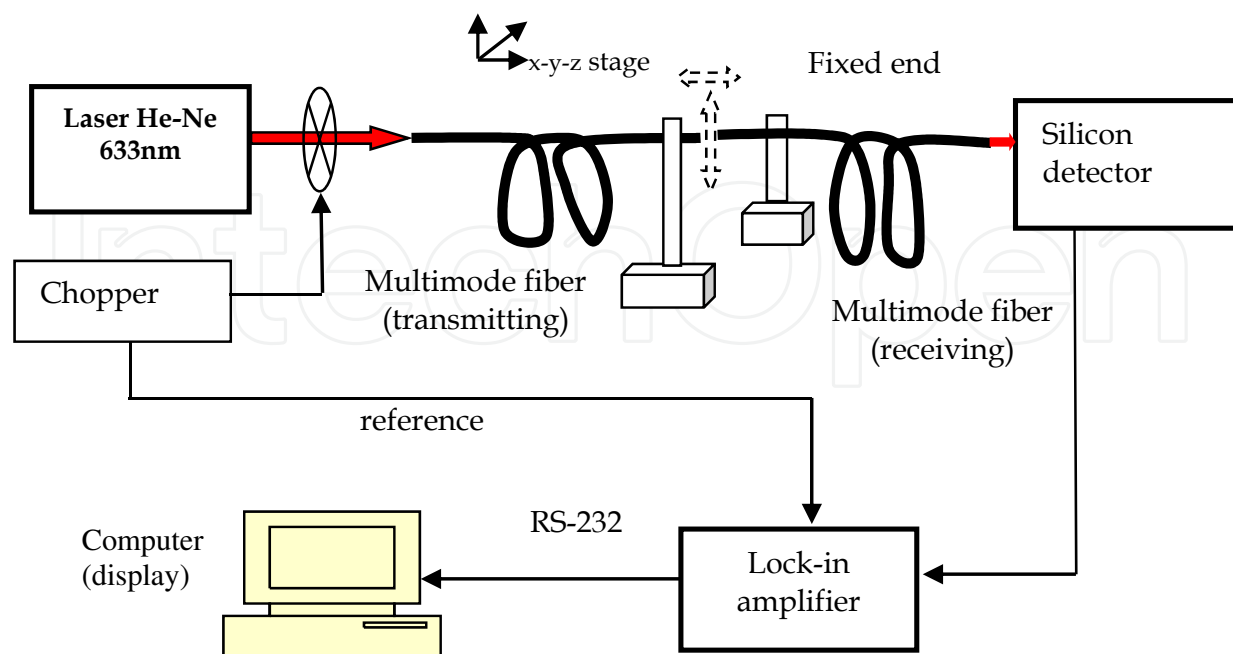 x-y-z stage
Fixed end
Laser He-Ne
633nm
Silicon
detector
Chopper
Multimode fiber
(transmitting)
Multimode fiber
(receiving)
reference
RS-232
Computer
(display)
Lock-in
amplifier
IntechOpen